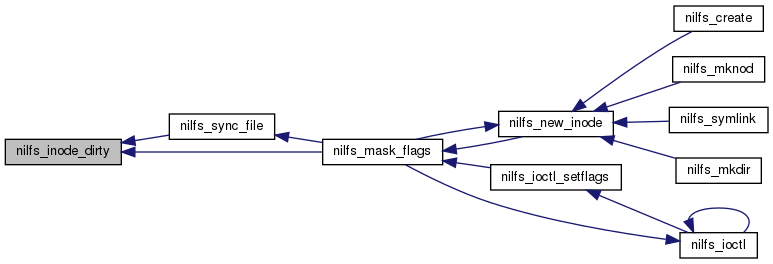 nilfs_inode_dirty
nilfs_sync_file
nilfs_mask_flags
nilfs_new_inode
nilfs_ioctl_setflags
nilfs_create
nilfs_mknod
nilfs_symlink
nilfs_mkdir
nilfs_ioctl